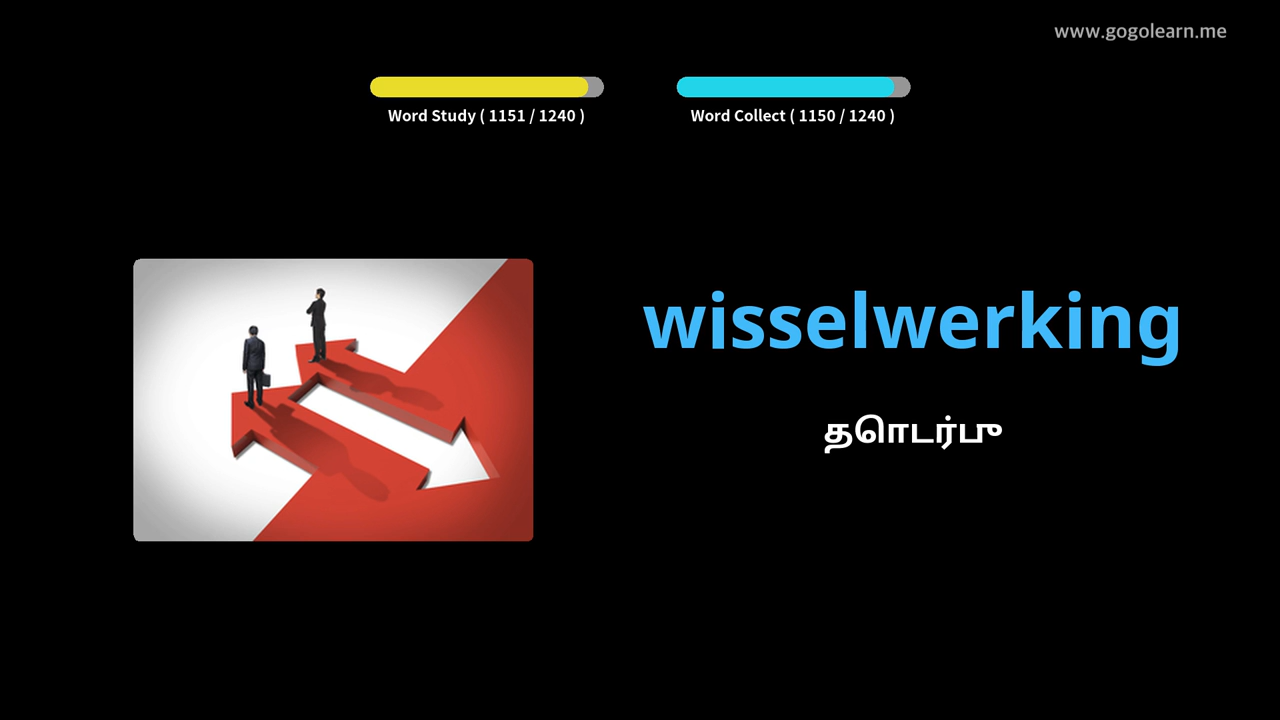 www.gogolearn.me
Word Study ( 1151 / 1240 )
Word Collect ( 1150 / 1240 )
wisselwerking
தொடர்பு